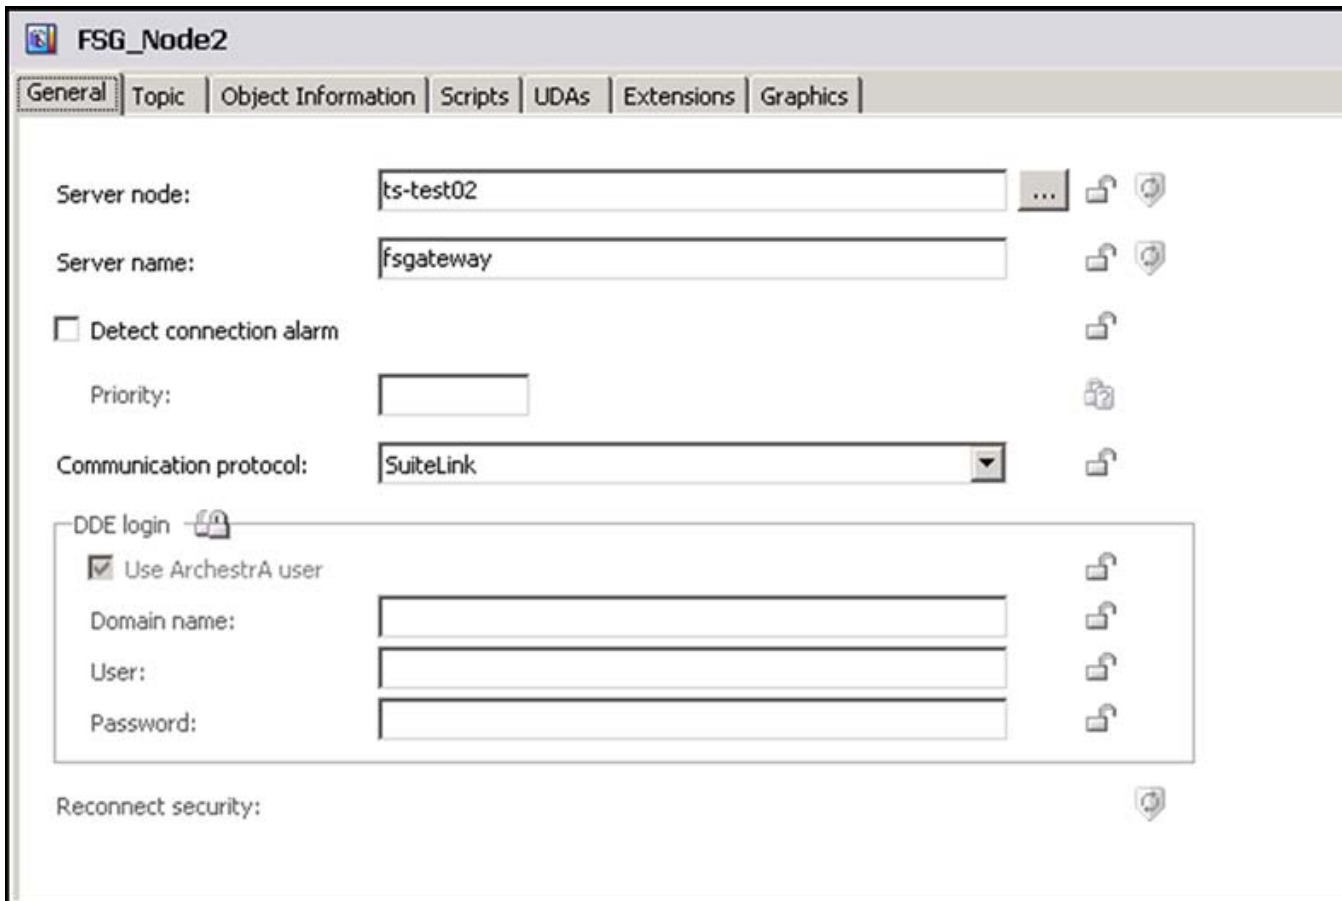 FSG_Node2
General Topic Object Information Scripts UDAs Extensions Graphics
Server node: ts-test02 ...
Server name: fsgateway
Detect connection alarm
Priority:
Communication protocol: SuiteLink
DDE login
Use ArchestrA user
Domain name:
User:
Password:
Reconnect security: